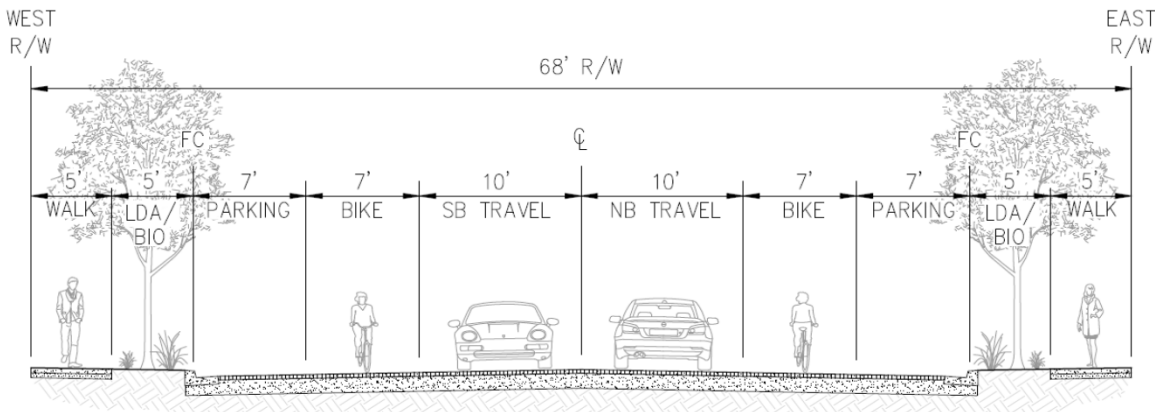 WEST
R/W
EAST
R/W
68' R/W
FC
℄
FC
5'
5'
7'
7'
10'
10'
7'
7'
5'
5'
WALK
LDA/
BIO
PARKING
BIKE
SB TRAVEL
NB TRAVEL
BIKE
PARKING
LDA/
BIO
WALK